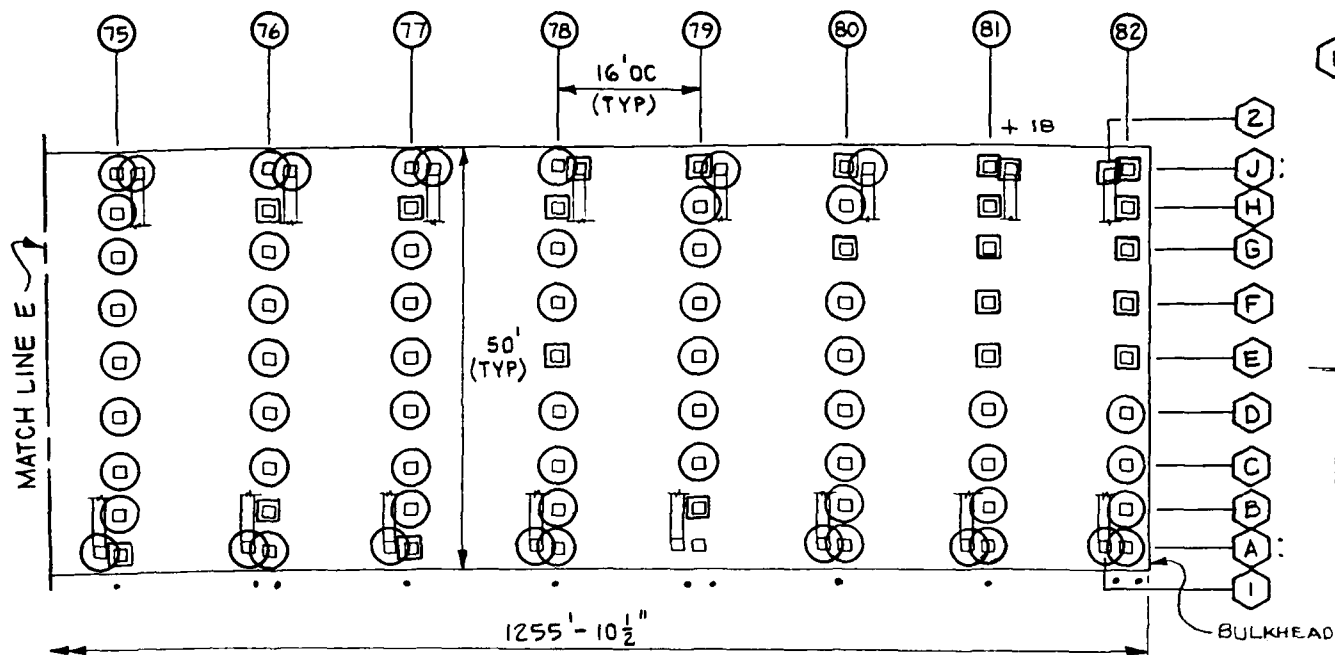 75 76 77 78 79 80 81 82
16' OC
(TYP)
+ 18
2
J :
H
G
F
E
D
C
B
A :
1
MATCH LINE E
50'
(TYP)
1255'-10 1/2"
BULKHEAD